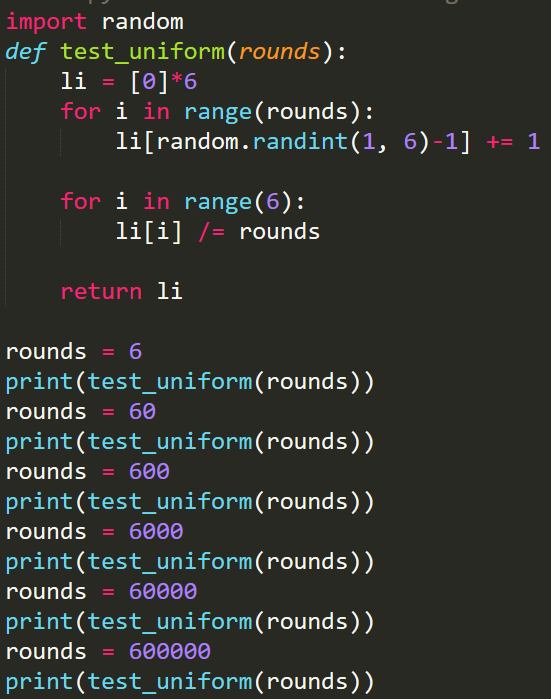 import random
def test_uniform(rounds):
    li = [0]*6
    for i in range(rounds):
        li[random.randint(1, 6)-1] += 1

    for i in range(6):
        li[i] /= rounds

    return li

rounds = 6
print(test_uniform(rounds))
rounds = 60
print(test_uniform(rounds))
rounds = 600
print(test_uniform(rounds))
rounds = 6000
print(test_uniform(rounds))
rounds = 60000
print(test_uniform(rounds))
rounds = 600000
print(test_uniform(rounds))